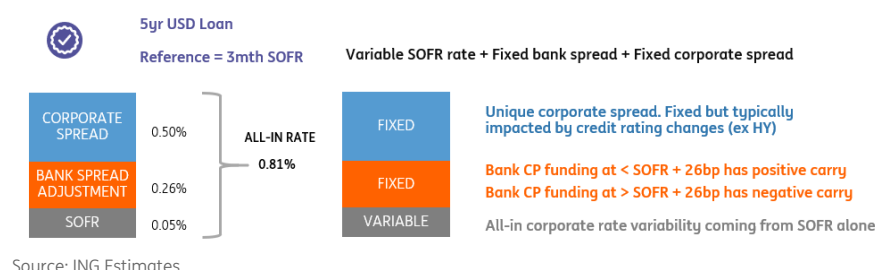 5yr USD Loan
Reference = 3mth SOFR
Variable SOFR rate + Fixed bank spread + Fixed corporate spread
CORPORATE
SPREAD
0.50%
BANK SPREAD
ADJUSTMENT
0.26%
SOFR
0.05%
ALL-IN RATE
0.81%
FIXED
FIXED
VARIABLE
Unique corporate spread. Fixed but typically
impacted by credit rating changes (ex HY)
Bank CP funding at < SOFR + 26bp has positive carry
Bank CP funding at > SOFR + 26bp has negative carry
All-in corporate rate variability coming from SOFR alone
Source: ING Estimates